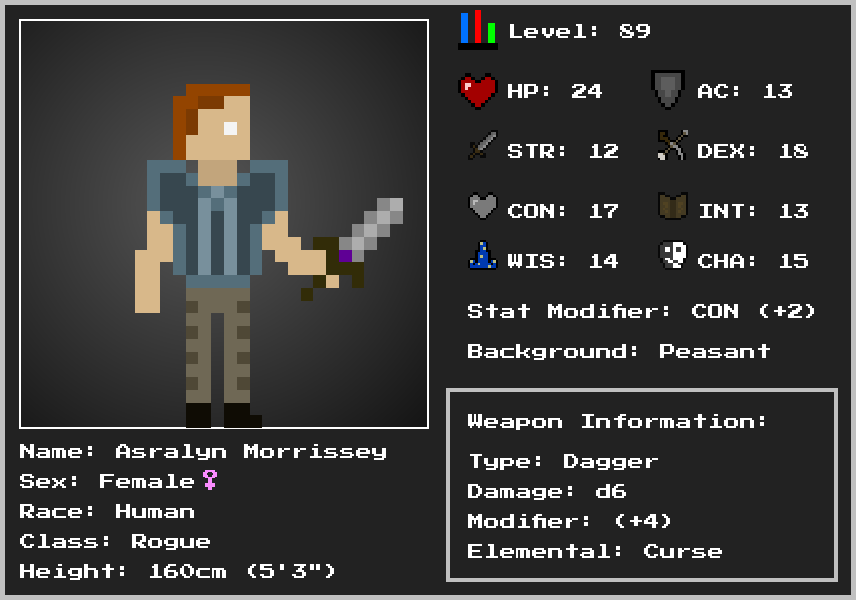 Level: 89
HP: 24 AC: 13
STR: 12 DEX: 18
CON: 17 INT: 13
WIS: 14 CHA: 15
Stat Modifier: CON (+2)
Background: Peasant
Weapon Information:
Type: Dagger
Damage: d6
Modifier: (+4)
Elemental: Curse
Name: Asralyn Morrissey
Sex: Female♀
Race: Human
Class: Rogue
Height: 160cm (5'3")